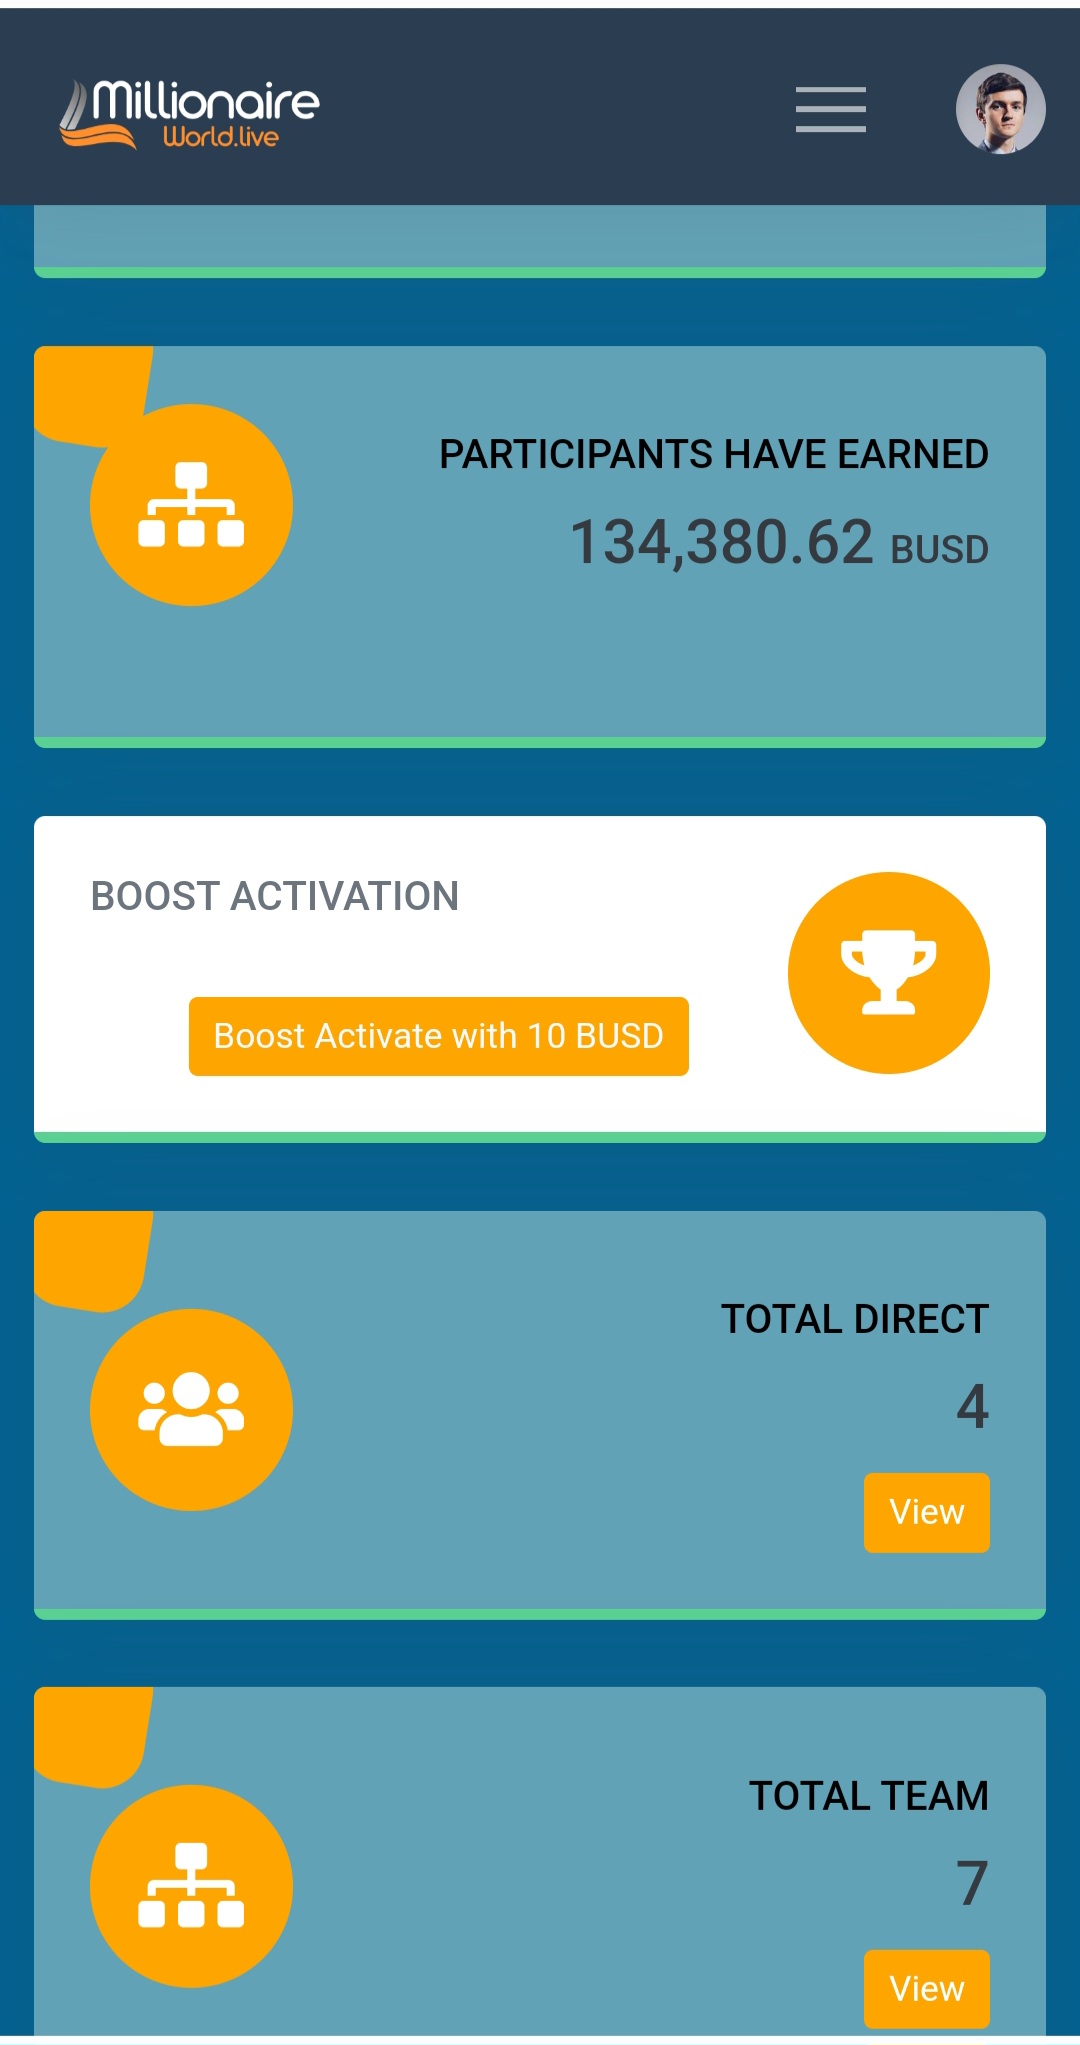 Millionaire
World.live
PARTICIPANTS HAVE EARNED
134,380.62 BUSD
BOOST ACTIVATION
Boost Activate with 10 BUSD
TOTAL DIRECT
4
View
TOTAL TEAM
7
View